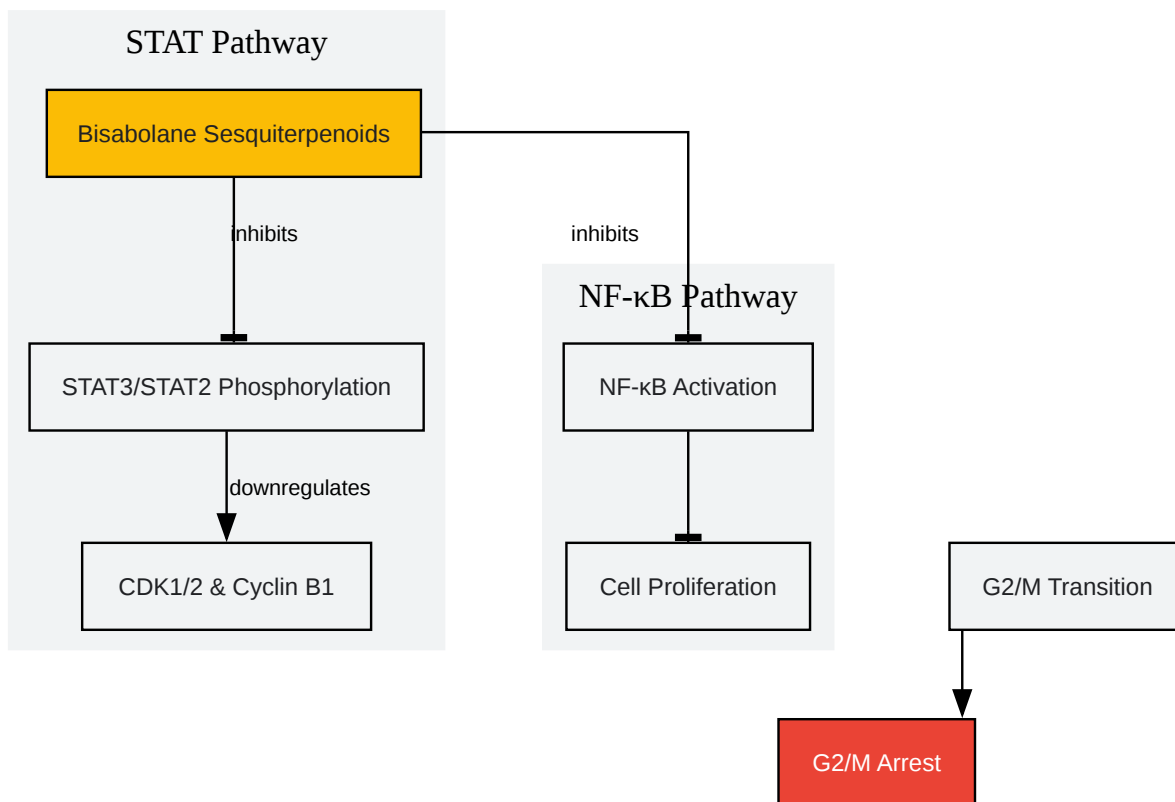 STAT Pathway
Bisabolane Sesquiterpenoids
inhibits
inhibits
NF-κB Pathway
STAT3/STAT2 Phosphorylation
NF-κB Activation
downregulates
CDK1/2 & Cyclin B1
Cell Proliferation
G2/M Transition
G2/M Arrest